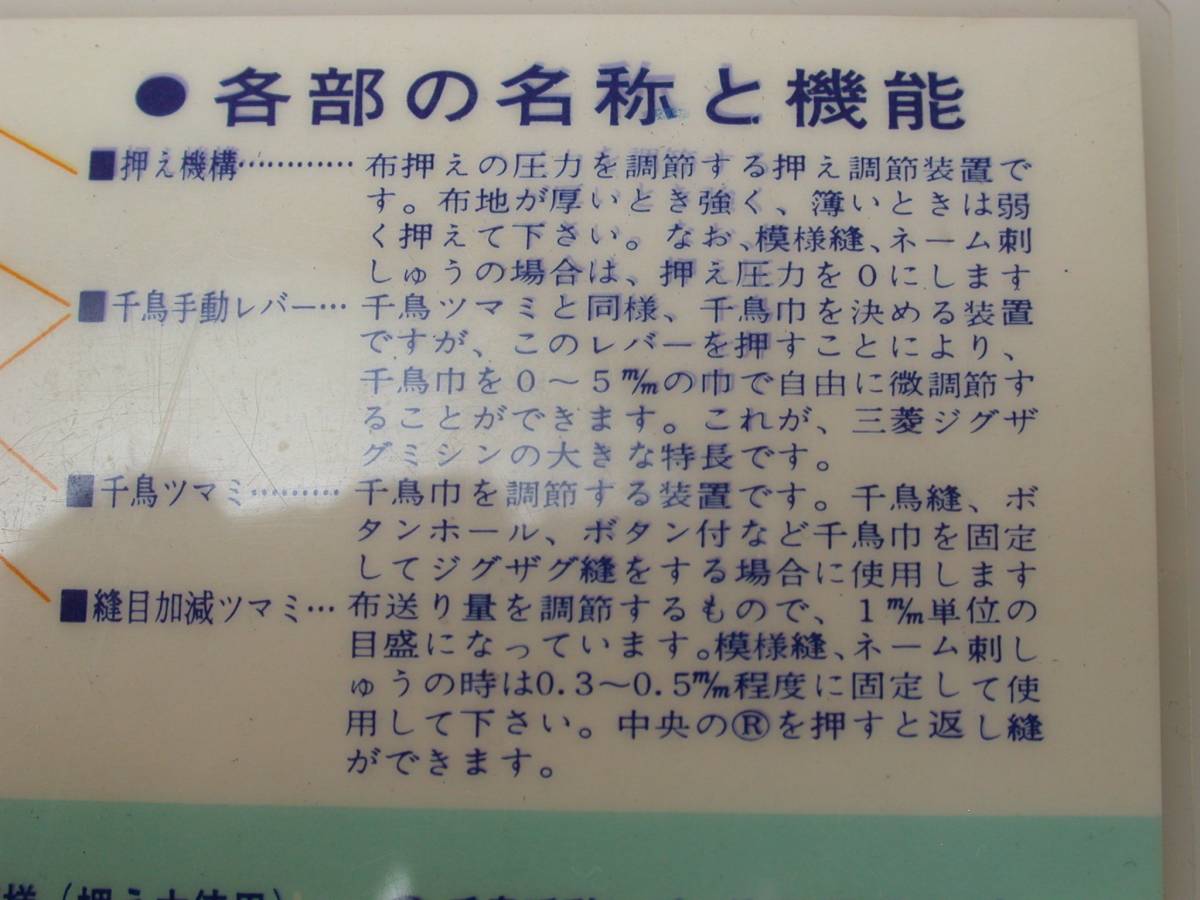 ●各部の名称と機能
■押え機構…………布押えの圧力を調節する押え調節装置で
す。布地が厚いとき強く、薄いときは弱
く押えて下さい。なお、模様縫、ネーム刺
しゅうの場合は、押え圧力を0にします
■千鳥手動レバー…千鳥ツマミと同様、千鳥巾を決める装置
ですが、このレバーを押すことにより、
千鳥巾を0～5m/mの巾で自由に微調節す
ることができます。これが、三菱ジグザ
グミシンの大きな特長です。
■千鳥ツマミ………千鳥巾を調節する装置です。千鳥縫、ボ
タンホール、ボタン付など千鳥巾を固定
してジグザグ縫をする場合に使用します
■縫目加減ツマミ…布送り量を調節するもので、1m/m単位の
目盛になっています。模様縫、ネーム刺し
ゅうの時は0.3～0.5m/m程度に固定して使
用して下さい。中央のⓇを押すと返し縫
ができます。